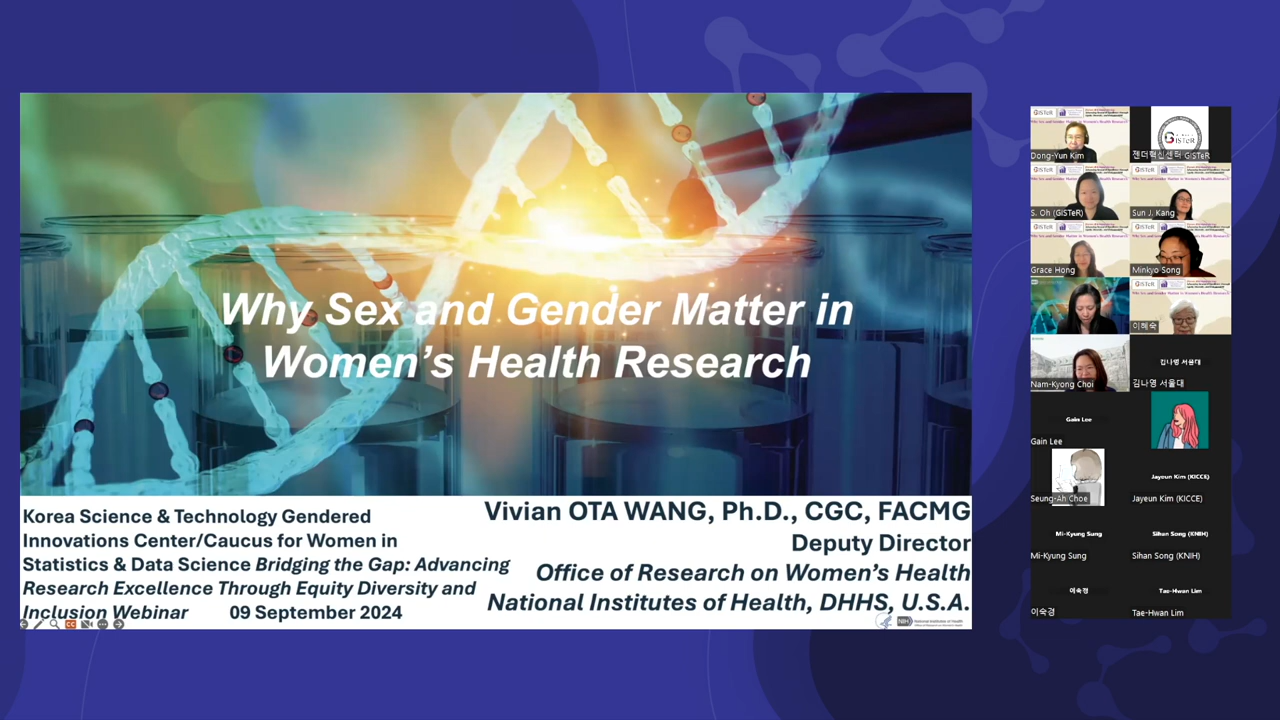 Why Sex and Gender Matter in
Women's Health Research
Korea Science & Technology Gendered
Innovations Center/Caucus for Women in
Statistics & Data Science Bridging the Gap: Advancing
Research Excellence Through Equity Diversity and
Inclusion Webinar 09 September 2024
Vivian OTA WANG, Ph.D., CGC, FACMG
Deputy Director
Office of Research on Women's Health
National Institutes of Health, DHHS, U.S.A.
NIH
Dong-Yun Kim
GISTeR
젠더혁신센터 GISTeR
S. Oh (GISTeR)
Sun J. Kang
Grace Hong
Minkyo Song
이혜숙
Nam-Kyong Choi
김나영 서울대
김나영 서울대
Gain Lee
Gain Lee
Seung-Ah Choe
Jayeun Kim (KICCE)
Jayeun Kim (KICCE)
Mi-Kyung Sung
Mi-Kyung Sung
Sihan Song (KNIH)
Sihan Song (KNIH)
이숙경
이숙경
Tae-Hwan Lim
Tae-Hwan Lim